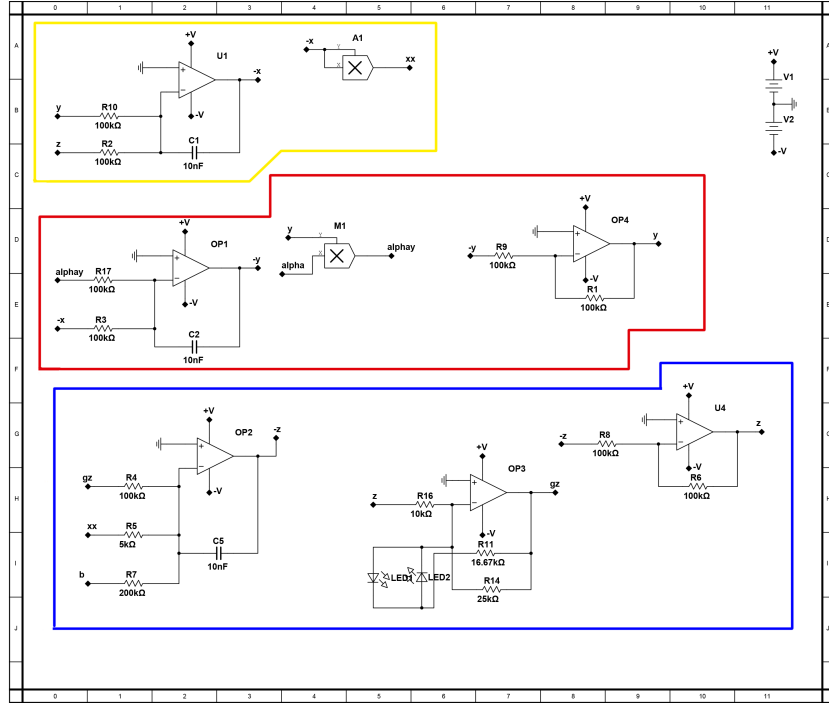 0 1 2 3 4 5 6 7 8 9 10 11
A A
B B
C C
D D
E E
F F
G G
H H
I I
J J
+V
U1
-x
-V
y
R10
100kΩ
z
R2
100kΩ
C1
10nF
-x
A1
y
x
xx
+V
V1
V2
-V
+V
OP1
-y
-V
alphay
R17
100kΩ
-x
R3
100kΩ
C2
10nF
y
M1
y
x
alpha
alphay
+V
OP4
y
-y
R9
100kΩ
-V
R1
100kΩ
+V
OP2
-z
-V
gz
R4
100kΩ
xx
R5
5kΩ
b
R7
200kΩ
C5
10nF
+V
OP3
gz
z
R16
10kΩ
-V
R11
16.67kΩ
R14
25kΩ
LED1
LED2
+V
U4
z
-z
R8
100kΩ
-V
R6
100kΩ
0 1 2 3 4 5 6 7 8 9 10 11